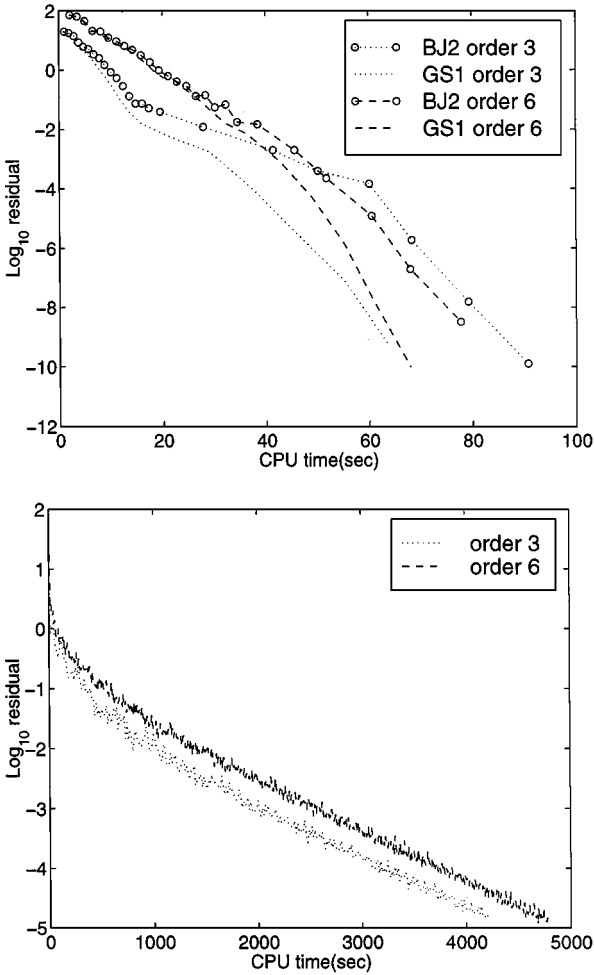 2
0
−2
−4
−6
−8
−10
−12
Log10 residual
BJ2 order 3
GS1 order 3
BJ2 order 6
GS1 order 6
0 20 40 60 80 100
CPU time(sec)
2
1
0
−1
−2
−3
−4
−5
Log10 residual
order 3
order 6
0 1000 2000 3000 4000 5000
CPU time(sec)